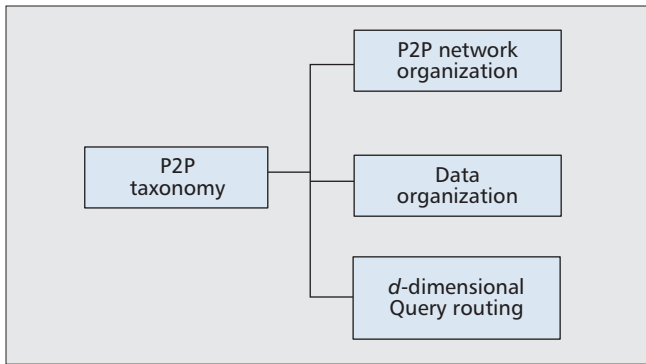 P2P network
organization
P2P
taxonomy
Data
organization
d-dimensional
Query routing